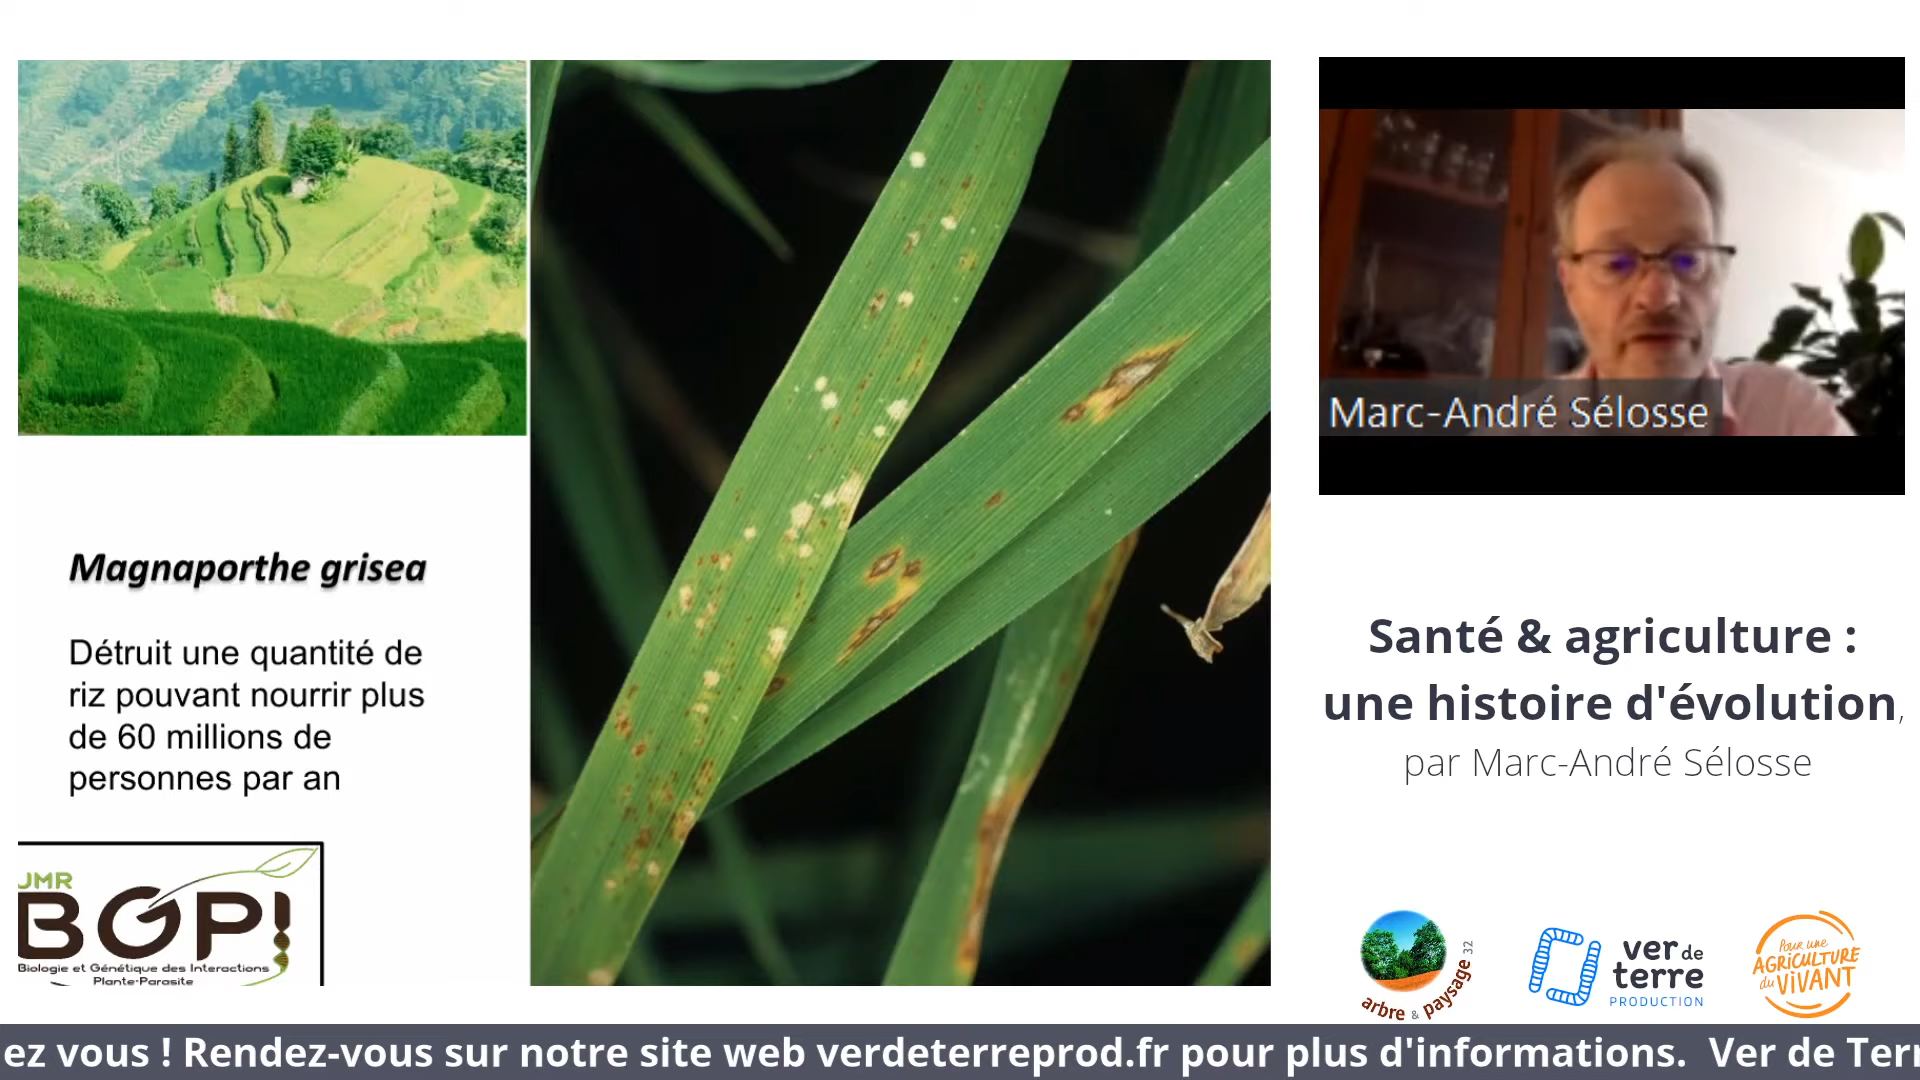 Magnaporthe grisea
Détruit une quantité de
riz pouvant nourrir plus
de 60 millions de
personnes par an
UMR
BGPI
Biologie et Génétique des Interactions
Plante-Parasite
Marc-André Sélosse
Santé & agriculture :
une histoire d'évolution,
par Marc-André Sélosse
arbre & paysage 32
ver de
terre
PRODUCTION
Pour une
AGRICULTURE
du VIVANT
ez vous ! Rendez-vous sur notre site web verdeterreprod.fr pour plus d'informations. Ver de Terr